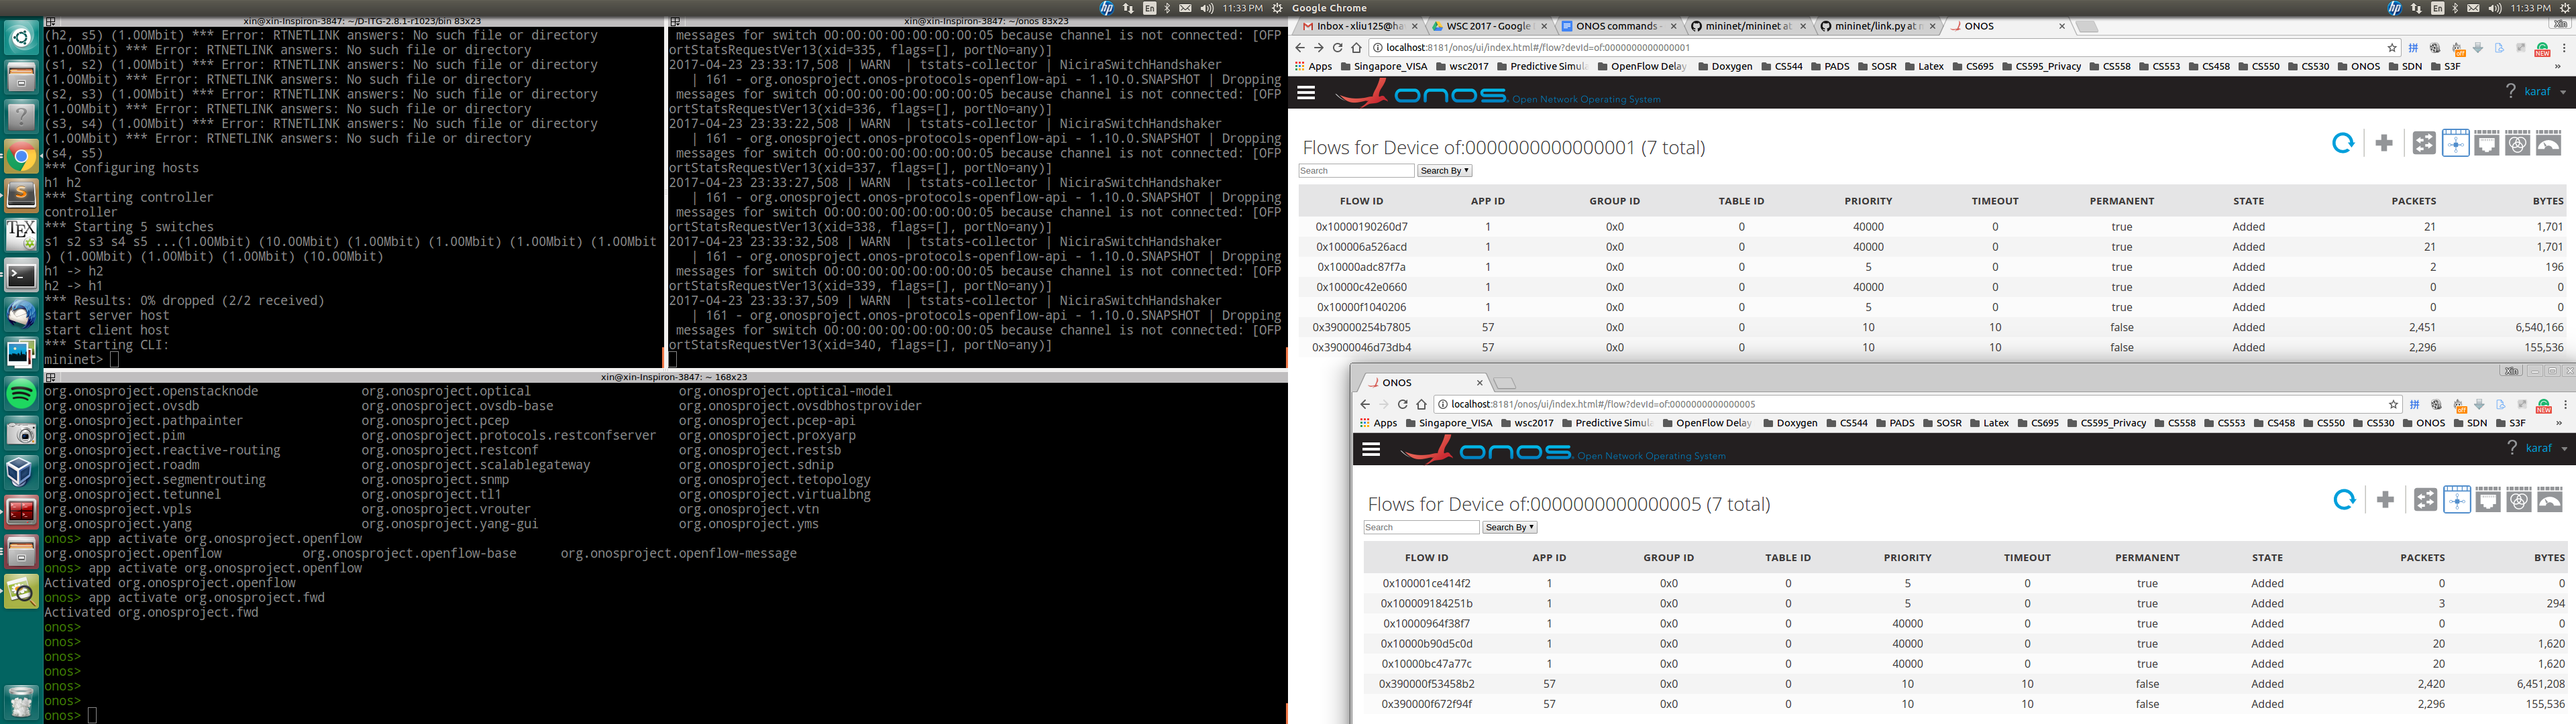 En 11:33 PM Google Chrome En 11:33 PM
xin@xin-Inspiron-3847: ~/D-ITG-2.8.1-r1023/bin 83x23
(h2, s5) (1.00Mbit) *** Error: RTNETLINK answers: No such file or directory
(1.00Mbit) *** Error: RTNETLINK answers: No such file or directory
(s1, s2) (1.00Mbit) *** Error: RTNETLINK answers: No such file or directory
(1.00Mbit) *** Error: RTNETLINK answers: No such file or directory
(s2, s3) (1.00Mbit) *** Error: RTNETLINK answers: No such file or directory
(1.00Mbit) *** Error: RTNETLINK answers: No such file or directory
(s3, s4) (1.00Mbit) *** Error: RTNETLINK answers: No such file or directory
(1.00Mbit) *** Error: RTNETLINK answers: No such file or directory
(s4, s5)
*** Configuring hosts
h1 h2
*** Starting controller
controller
*** Starting 5 switches
s1 s2 s3 s4 s5 ...(1.00Mbit) (10.00Mbit) (1.00Mbit) (1.00Mbit) (1.00Mbit) (1.00Mbit
) (1.00Mbit) (1.00Mbit) (1.00Mbit) (10.00Mbit)
h1 -> h2
h2 -> h1
*** Results: 0% dropped (2/2 received)
start server host
start client host
*** Starting CLI:
mininet>
xin@xin-Inspiron-3847: ~/onos 83x23
messages for switch 00:00:00:00:00:00:00:05 because channel is not connected: [OFP
ortStatsRequestVer13(xid=335, flags=[], portNo=any)]
2017-04-23 23:33:17,508 | WARN | tstats-collector | NiciraSwitchHandshaker
| 161 - org.onosproject.onos-protocols-openflow-api - 1.10.0.SNAPSHOT | Dropping
messages for switch 00:00:00:00:00:00:00:05 because channel is not connected: [OFP
ortStatsRequestVer13(xid=336, flags=[], portNo=any)]
2017-04-23 23:33:22,508 | WARN | tstats-collector | NiciraSwitchHandshaker
| 161 - org.onosproject.onos-protocols-openflow-api - 1.10.0.SNAPSHOT | Dropping
messages for switch 00:00:00:00:00:00:00:05 because channel is not connected: [OFP
ortStatsRequestVer13(xid=337, flags=[], portNo=any)]
2017-04-23 23:33:27,508 | WARN | tstats-collector | NiciraSwitchHandshaker
| 161 - org.onosproject.onos-protocols-openflow-api - 1.10.0.SNAPSHOT | Dropping
messages for switch 00:00:00:00:00:00:00:05 because channel is not connected: [OFP
ortStatsRequestVer13(xid=338, flags=[], portNo=any)]
2017-04-23 23:33:32,508 | WARN | tstats-collector | NiciraSwitchHandshaker
| 161 - org.onosproject.onos-protocols-openflow-api - 1.10.0.SNAPSHOT | Dropping
messages for switch 00:00:00:00:00:00:00:05 because channel is not connected: [OFP
ortStatsRequestVer13(xid=339, flags=[], portNo=any)]
2017-04-23 23:33:37,509 | WARN | tstats-collector | NiciraSwitchHandshaker
| 161 - org.onosproject.onos-protocols-openflow-api - 1.10.0.SNAPSHOT | Dropping
messages for switch 00:00:00:00:00:00:00:05 because channel is not connected: [OFP
ortStatsRequestVer13(xid=340, flags=[], portNo=any)]
xin@xin-Inspiron-3847: ~ 168x23
org.onosproject.openstacknode org.onosproject.optical org.onosproject.optical-model
org.onosproject.ovsdb org.onosproject.ovsdb-base org.onosproject.ovsdbhostprovider
org.onosproject.pathpainter org.onosproject.pcep org.onosproject.pcep-api
org.onosproject.pim org.onosproject.protocols.restconfserver org.onosproject.proxyarp
org.onosproject.reactive-routing org.onosproject.restconf org.onosproject.restsb
org.onosproject.roadm org.onosproject.scalablegateway org.onosproject.sdnip
org.onosproject.segmentrouting org.onosproject.snmp org.onosproject.tetopology
org.onosproject.tetunnel org.onosproject.tl1 org.onosproject.virtualbng
org.onosproject.vpls org.onosproject.vrouter org.onosproject.vtn
org.onosproject.yang org.onosproject.yang-gui org.onosproject.yms
onos> app activate org.onosproject.openflow
org.onosproject.openflow org.onosproject.openflow-base org.onosproject.openflow-message
onos> app activate org.onosproject.openflow
Activated org.onosproject.openflow
onos> app activate org.onosproject.fwd
Activated org.onosproject.fwd
onos>
onos>
onos>
onos>
onos>
onos>
onos>
Inbox - xliu125@ha WSC 2017 - Google ONOS commands - mininet/mininet at mininet/link.py at m ONOS Xin
localhost:8181/onos/ui/index.html#/flow?devId=of:0000000000000001
Apps Singapore_VISA wsc2017 Predictive Simula OpenFlow Delay Doxygen CS544 PADS SOSR Latex CS695 CS595_Privacy CS558 CS553 CS458 CS550 CS530 ONOS SDN S3F »
onos Open Network Operating System ? karaf
Flows for Device of:0000000000000001 (7 total)
Search Search By
FLOW ID APP ID GROUP ID TABLE ID PRIORITY TIMEOUT PERMANENT STATE PACKETS BYTES
0x10000190260d7 1 0x0 0 40000 0 true Added 21 1,701
0x100006a526acd 1 0x0 0 40000 0 true Added 21 1,701
0x10000adc87f7a 1 0x0 0 5 0 true Added 2 196
0x10000c42e0660 1 0x0 0 40000 0 true Added 0 0
0x10000f1040206 1 0x0 0 5 0 true Added 0 0
0x390000254b7805 57 0x0 0 10 10 false Added 2,451 6,540,166
0x39000046d73db4 57 0x0 0 10 10 false Added 2,296 155,536
ONOS Xin
localhost:8181/onos/ui/index.html#/flow?devId=of:0000000000000005
Apps Singapore_VISA wsc2017 Predictive Simula OpenFlow Delay Doxygen CS544 PADS SOSR Latex CS695 CS595_Privacy CS558 CS553 CS458 CS550 CS530 ONOS SDN S3F »
onos Open Network Operating System ? karaf
Flows for Device of:0000000000000005 (7 total)
Search Search By
FLOW ID APP ID GROUP ID TABLE ID PRIORITY TIMEOUT PERMANENT STATE PACKETS BYTES
0x100001ce414f2 1 0x0 0 5 0 true Added 0 0
0x100009184251b 1 0x0 0 5 0 true Added 3 294
0x10000964f38f7 1 0x0 0 40000 0 true Added 0 0
0x10000b90d5c0d 1 0x0 0 40000 0 true Added 20 1,620
0x10000bc47a77c 1 0x0 0 40000 0 true Added 20 1,620
0x390000f53458b2 57 0x0 0 10 10 false Added 2,420 6,451,208
0x390000f672f94f 57 0x0 0 10 10 false Added 2,296 155,536